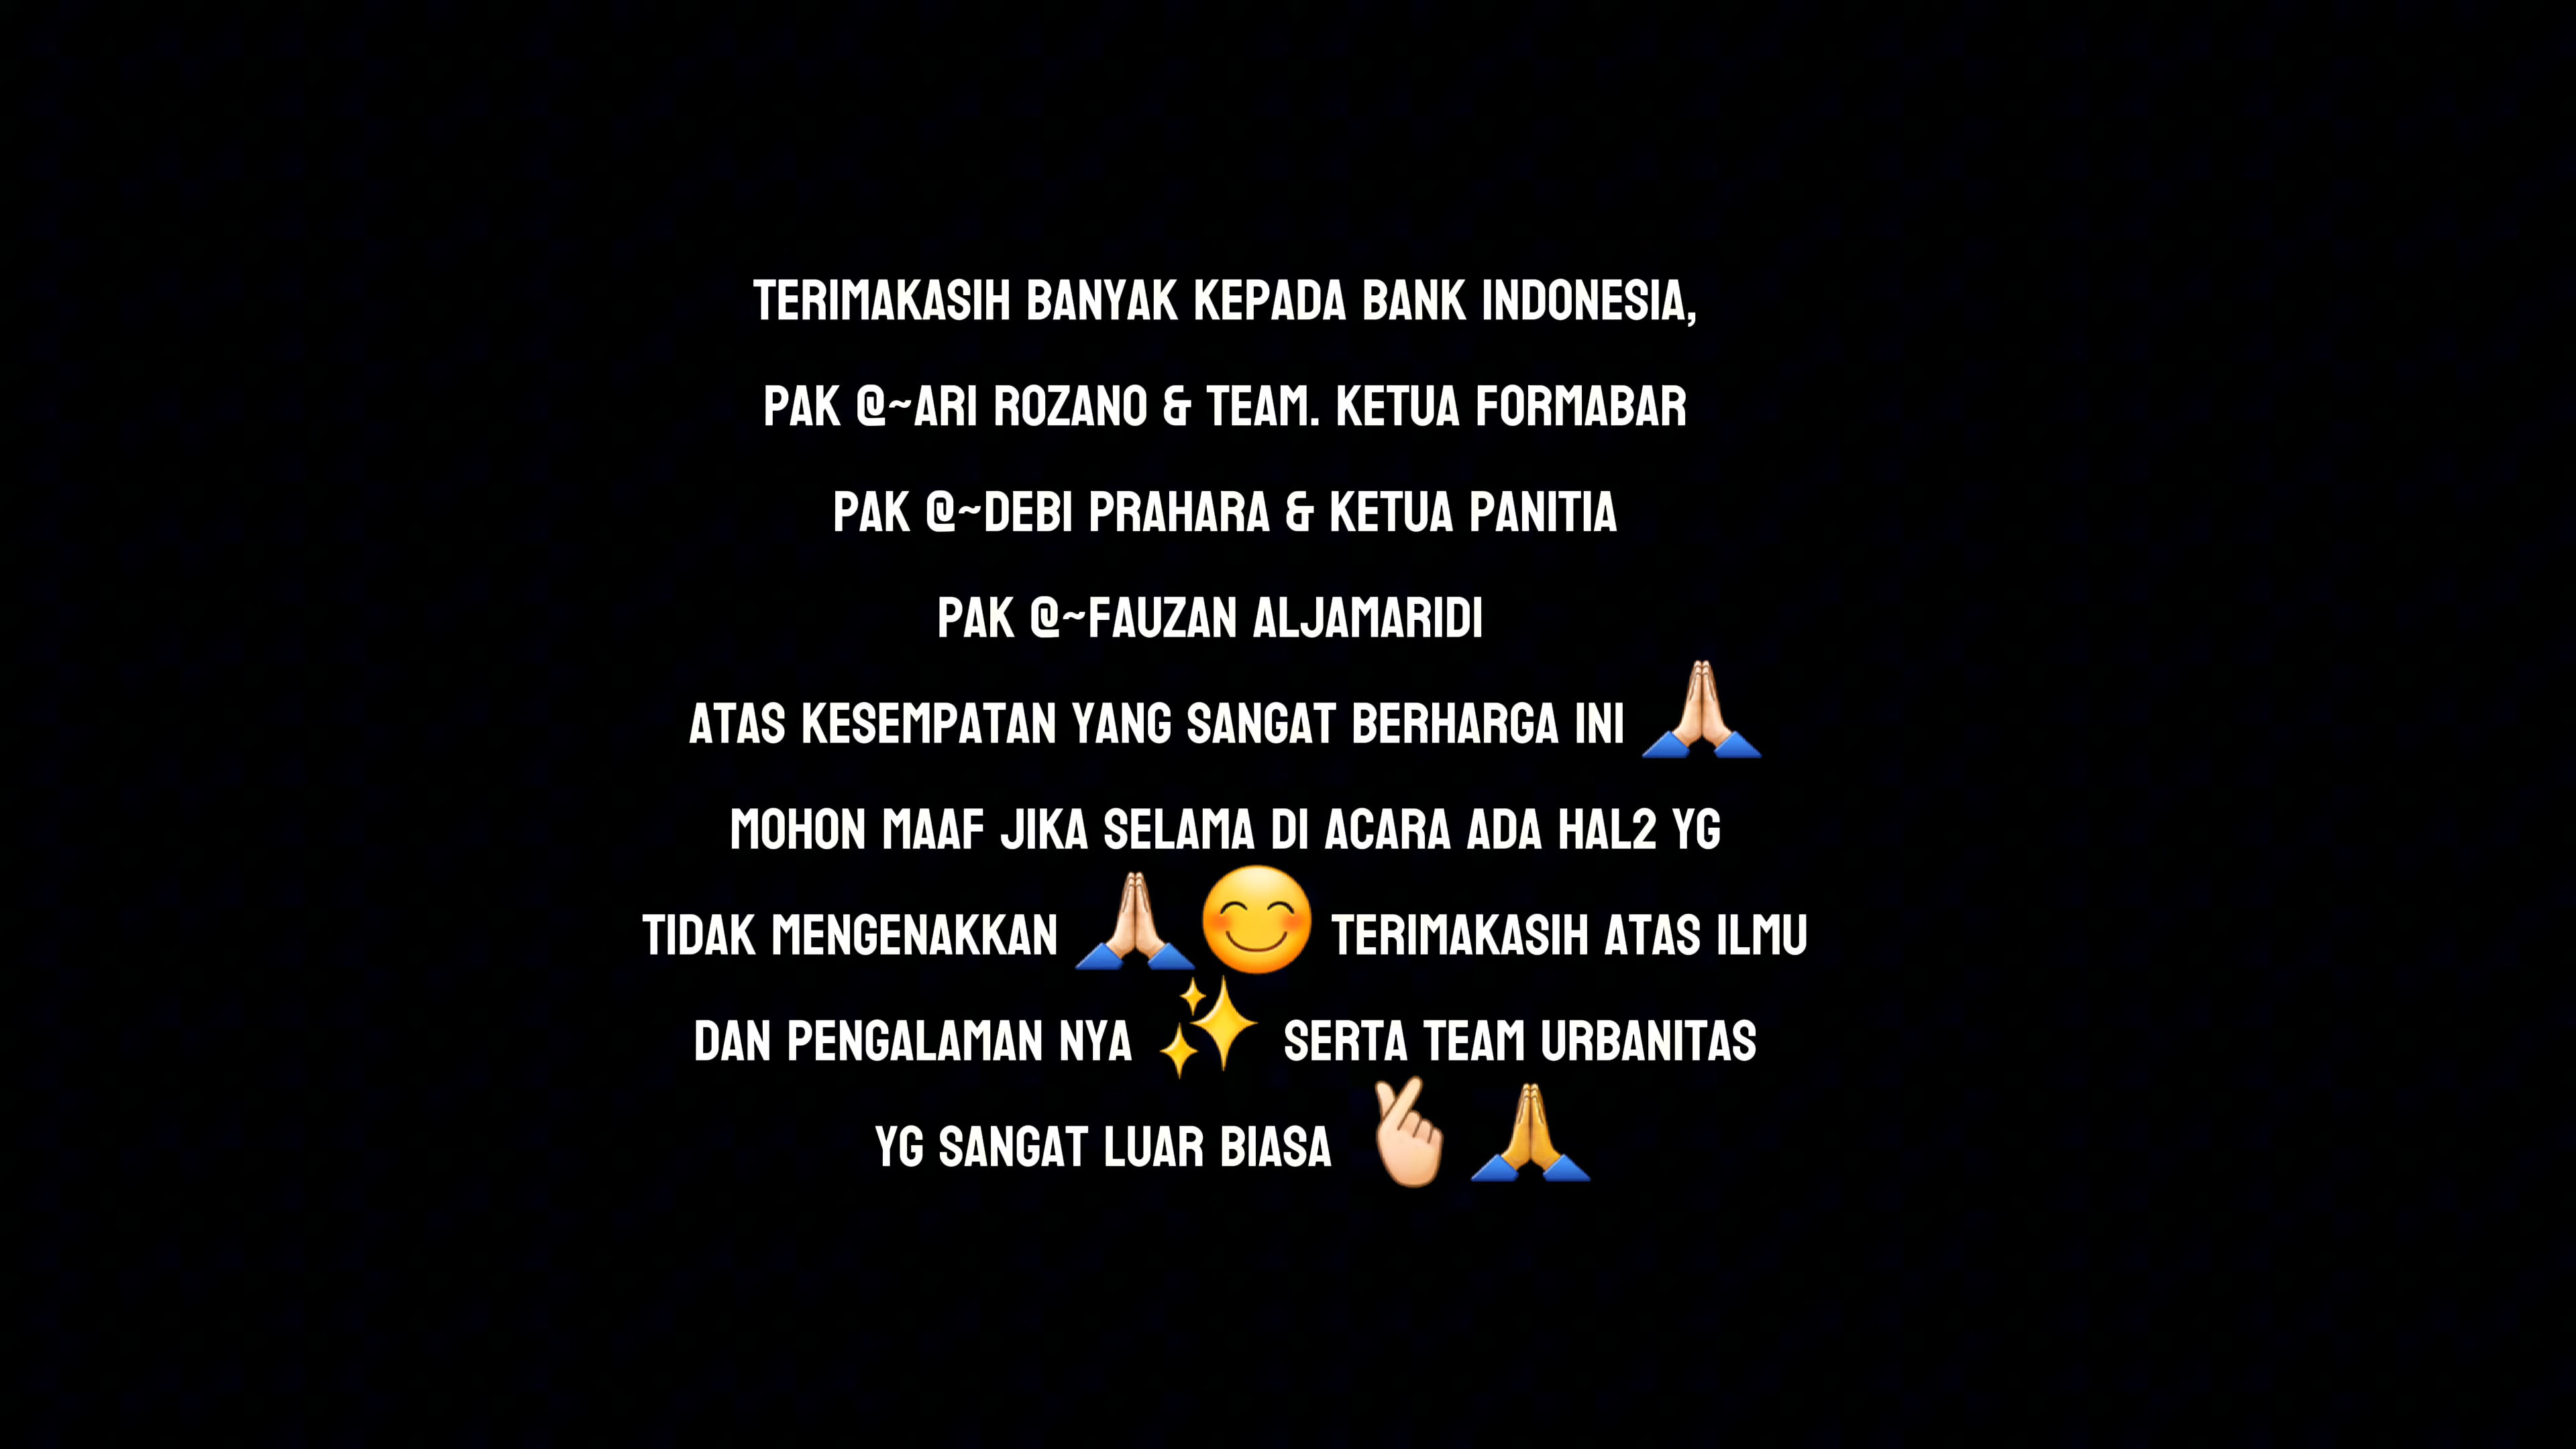 TERIMAKASIH BANYAK KEPADA BANK INDONESIA,
PAK @~ARI ROZANO & TEAM. KETUA FORMABAR
PAK @~DEBI PRAHARA & KETUA PANITIA
PAK @~FAUZAN ALJAMARIDI
ATAS KESEMPATAN YANG SANGAT BERHARGA INI 🙏🏻
MOHON MAAF JIKA SELAMA DI ACARA ADA HAL2 YG
TIDAK MENGENAKKAN 🙏🏻😊 TERIMAKASIH ATAS ILMU
DAN PENGALAMAN NYA ✨ SERTA TEAM URBANITAS
YG SANGAT LUAR BIASA 🫰🏻🙏